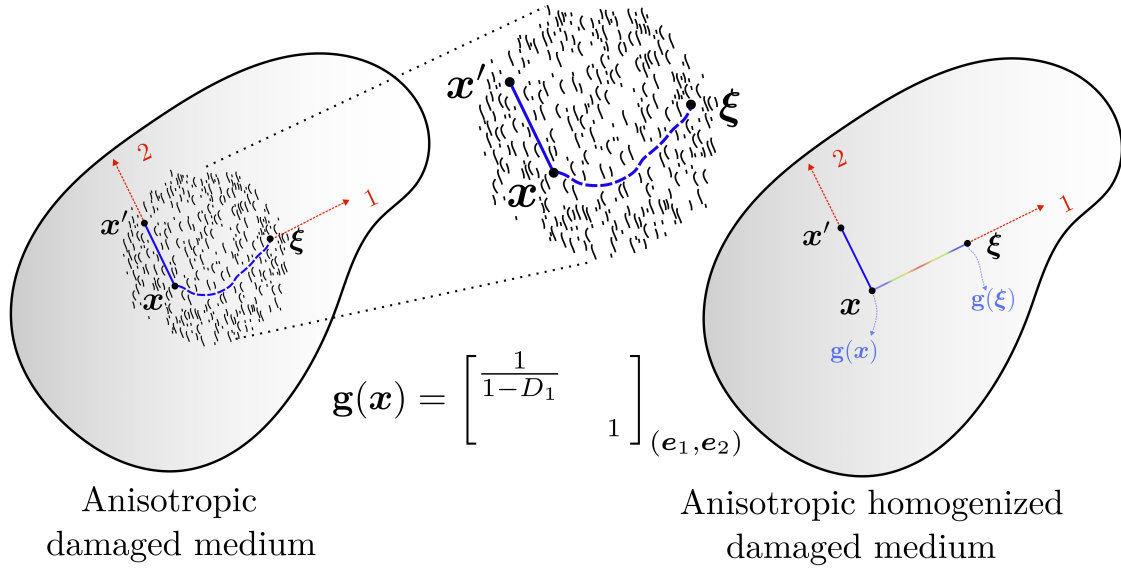 x′
ξ
x
2
1
x′
ξ
x
2
1
x′
ξ
x
g(ξ)
g(x)
g(x) = [ 1/(1−D₁) 1 ](e₁,e₂)
Anisotropic
damaged medium
Anisotropic homogenized
damaged medium